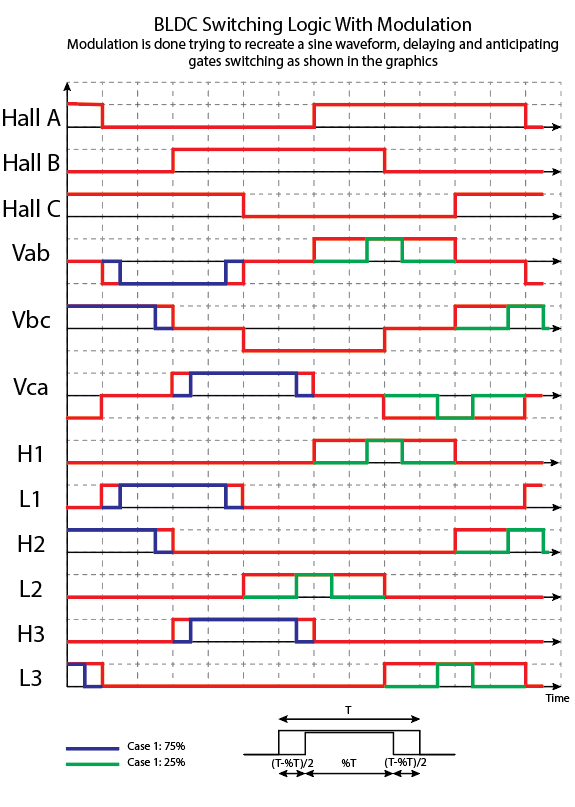 BLDC Switching Logic With Modulation
Modulation is done trying to recreate a sine waveform, delaying and anticipating
gates switching as shown in the graphics
Hall A
Hall B
Hall C
Vab
Vbc
Vca
H1
L1
H2
L2
H3
L3
Time
T
Case 1: 75%
Case 1: 25%
(T-%T)/2
%T
(T-%T)/2